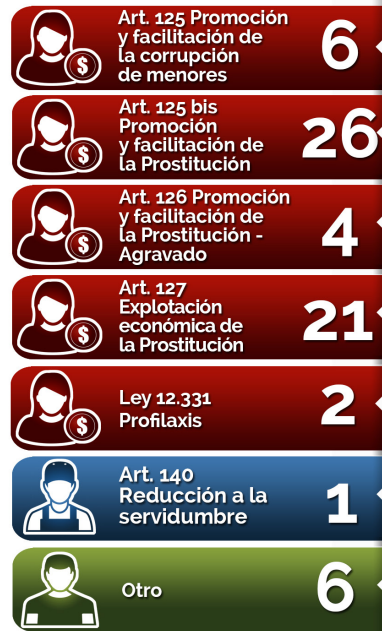 Art. 125 Promoción
y facilitación de
la corrupción
de menores
6
$
Art. 125 bis
Promoción
y facilitación de
la Prostitución
26
$
Art. 126 Promoción
y facilitación de
la Prostitución -
Agravado
4
$
Art. 127
Explotación
económica de
la Prostitución
21
$
Ley 12.331
Profilaxis
2
$
Art. 140
Reducción a la
servidumbre
1
Otro
6